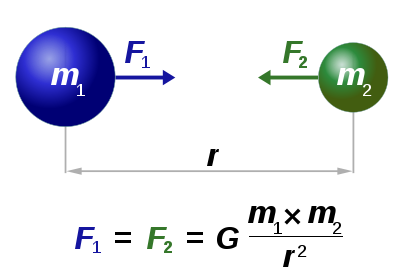 F₁ F₂
m₁ m₂
r
F₁ = F₂ = G m₁ × m₂ / r²